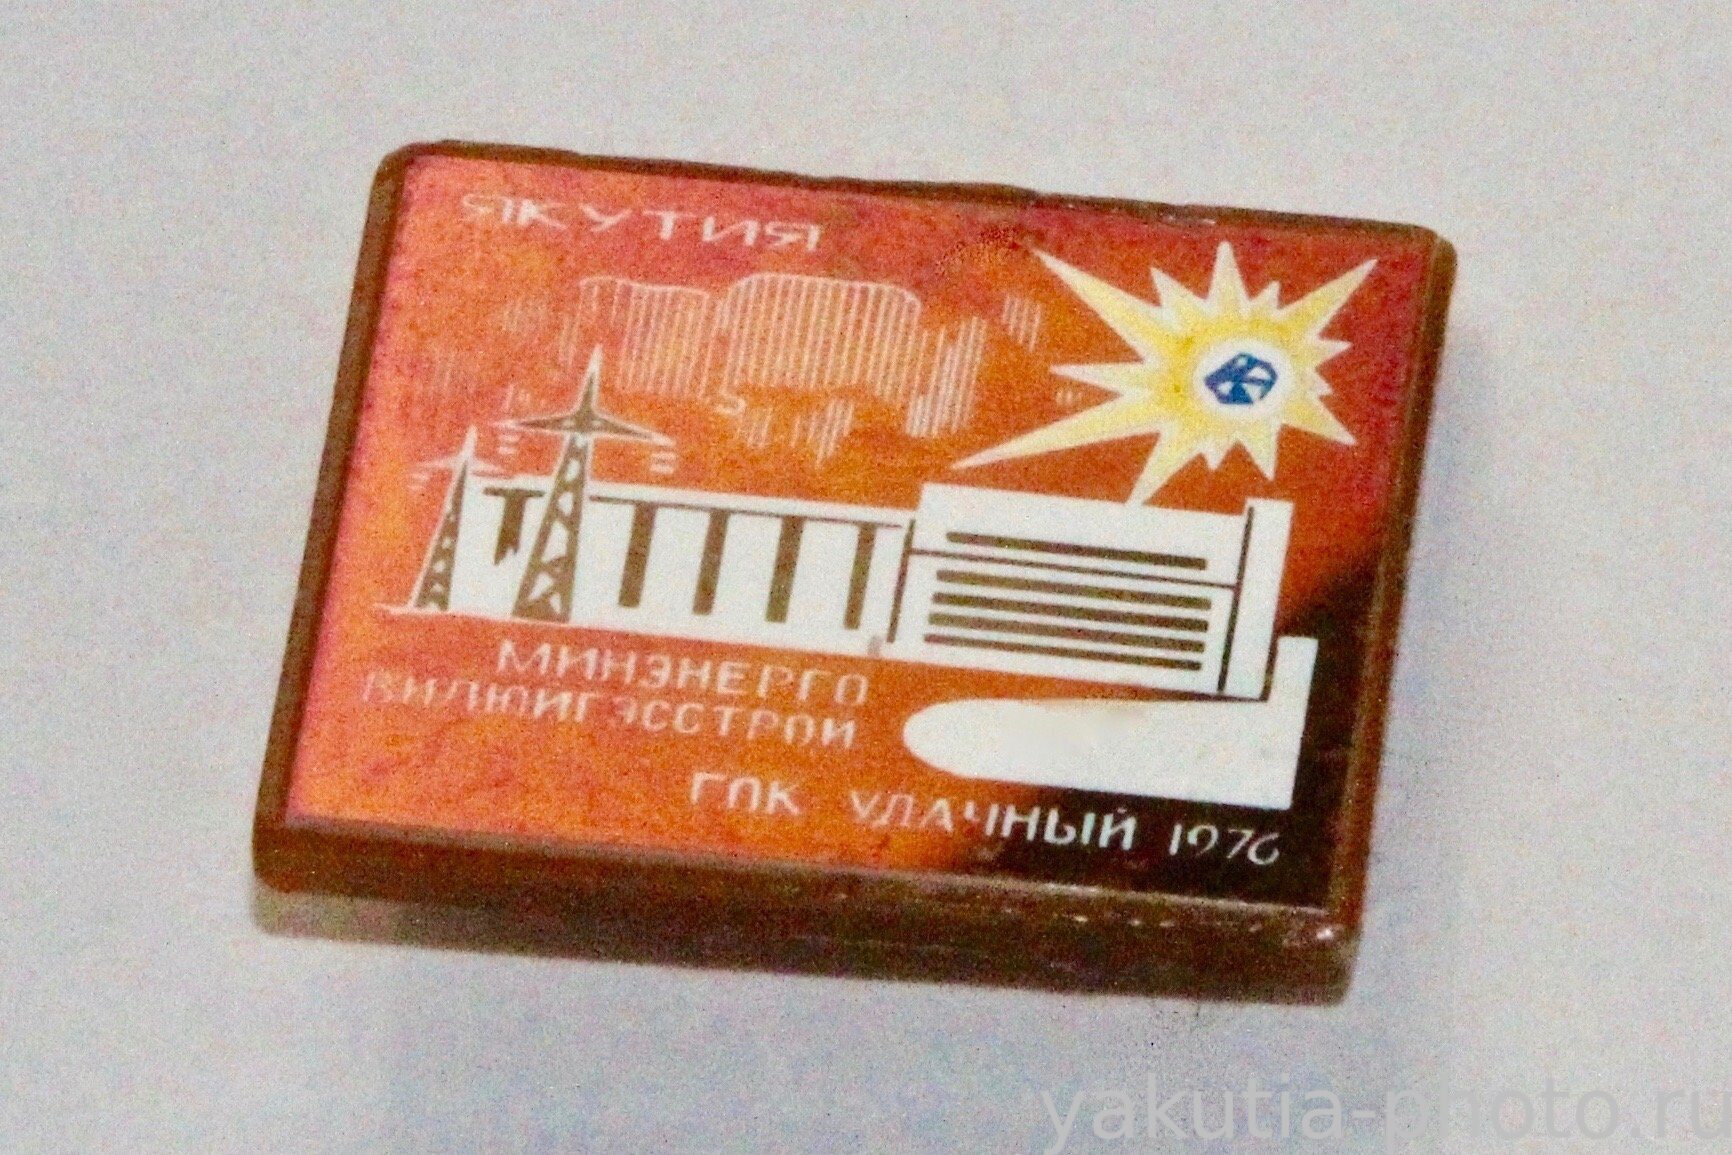 ЯКУТИЯ
МИНЭНЕРГО
ВИЛЮЙГЭССТРОЙ
ГОК УДАЧНЫЙ 1976
yakutia-photo.ru